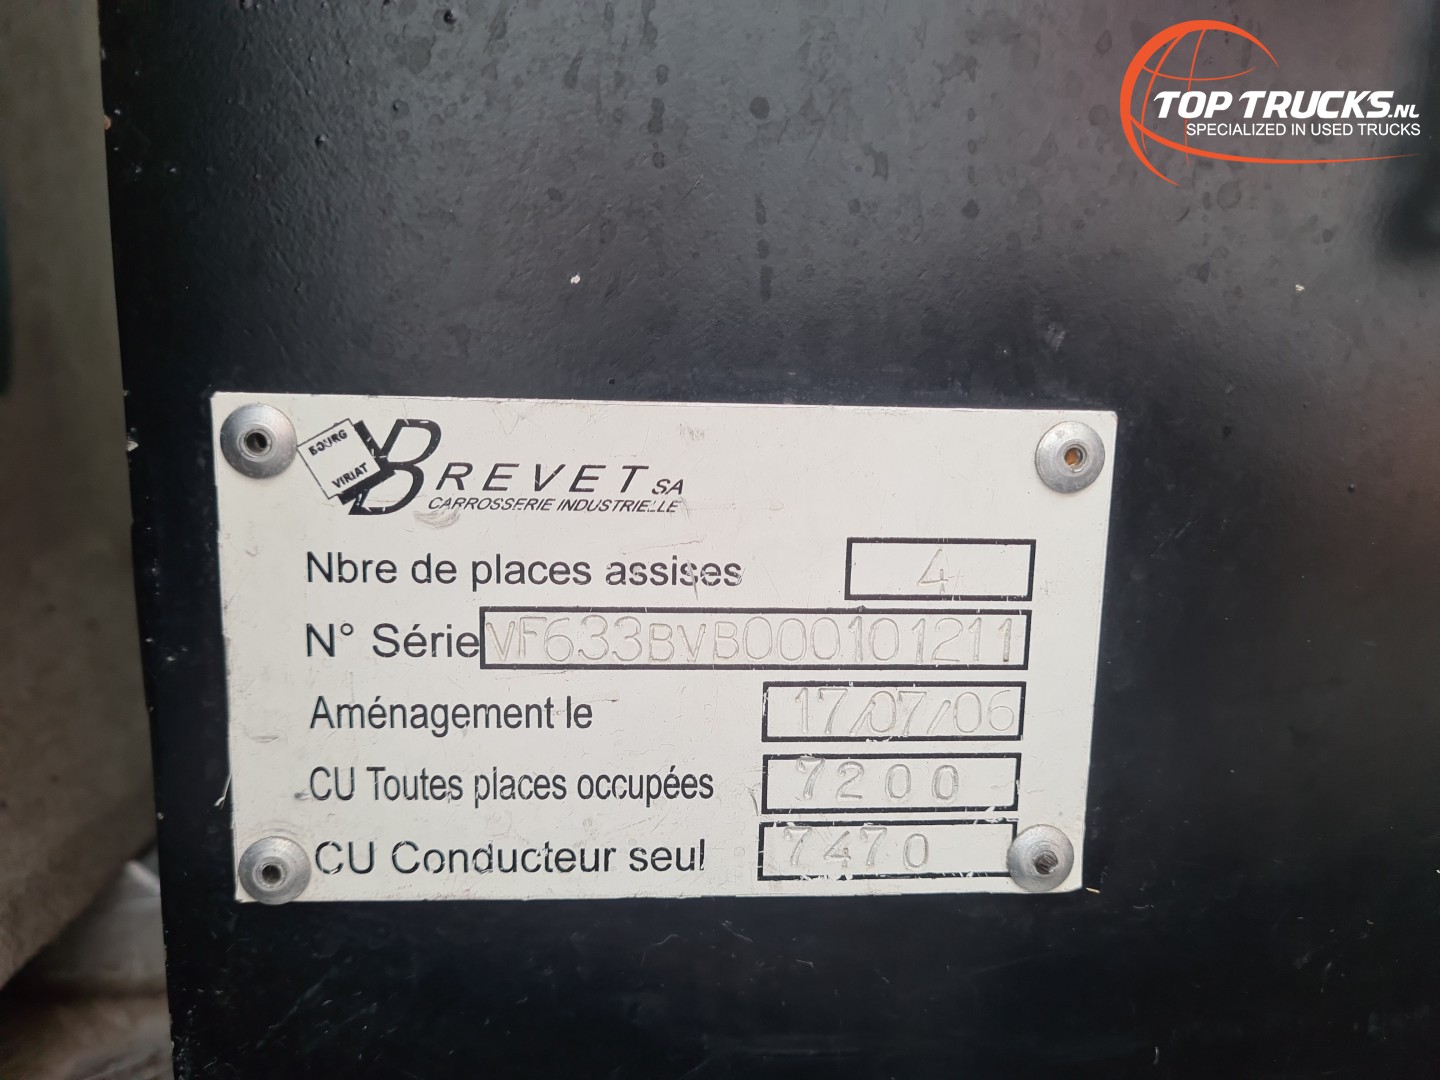 TOP TRUCKS.NL
SPECIALIZED IN USED TRUCKS
BOURG
VIRIAT
BREVET SA
CARROSSERIE INDUSTRIELLE
Nbre de places assises 4
N° Série VF633BVB000101211
Aménagement le 17/07/06
CU Toutes places occupées 7200
CU Conducteur seul 7470